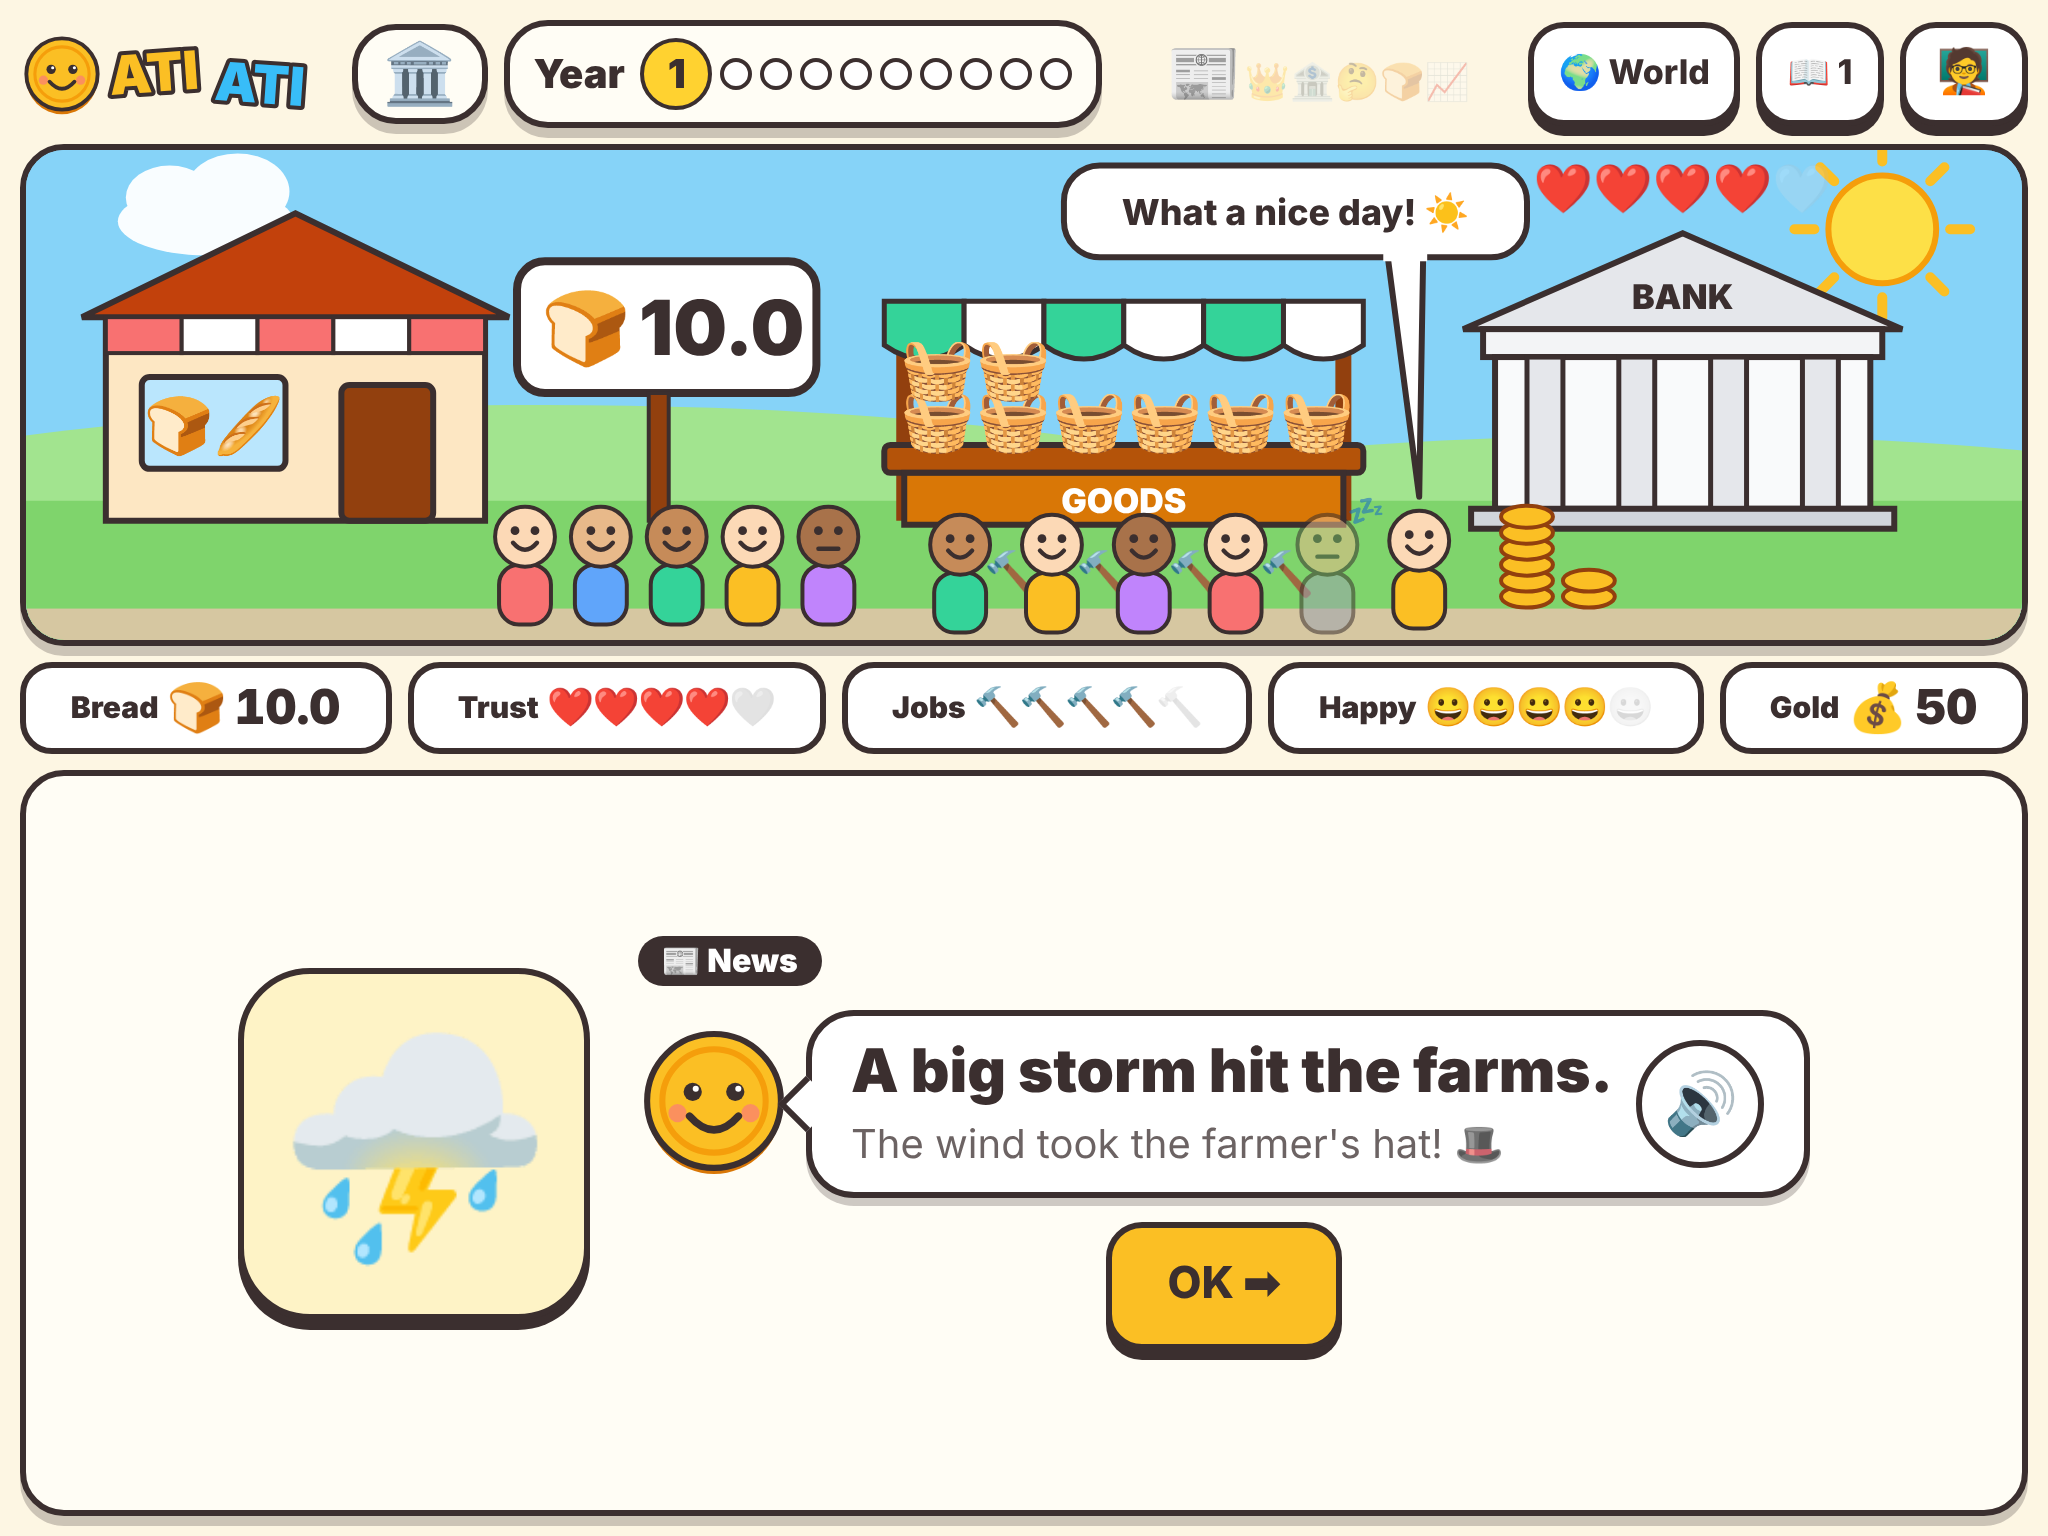 ATI ATI
Year 1
World
1
What a nice day!
10.0
BANK
GOODS
zzz
Bread 10.0
Trust
Jobs
Happy
Gold 50
News
A big storm hit the farms.
The wind took the farmer's hat!
OK